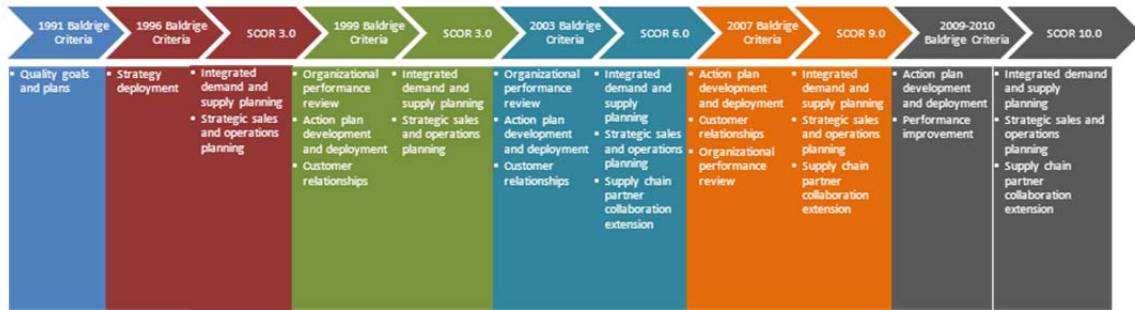 1991 Baldrige
Criteria
1996 Baldrige
Criteria
SCOR 3.0
1999 Baldrige
Criteria
SCOR 3.0
2003 Baldrige
Criteria
SCOR 6.0
2007 Baldrige
Criteria
SCOR 9.0
2009-2010
Baldrige Criteria
SCOR 10.0
▪ Quality goals
and plans
▪ Strategy
deployment
▪ Integrated
demand and
supply planning
▪ Strategic sales
and operations
planning
▪ Organizational
performance
review
▪ Action plan
development
and deployment
▪ Customer
relationships
▪ Integrated
demand and
supply planning
▪ Strategic sales
and operations
planning
▪ Organizational
performance
review
▪ Action plan
development
and deployment
▪ Customer
relationships
▪ Integrated
demand and
supply
planning
▪ Strategic sales
and operations
planning
▪ Supply chain
partner
collaboration
extension
▪ Action plan
development
and deployment
▪ Customer
relationships
▪ Organizational
performance
review
▪ Integrated
demand and
supply planning
▪ Strategic sales
and operations
planning
▪ Supply chain
partner
collaboration
extension
▪ Action plan
development
and deployment
▪ Performance
improvement
▪ Integrated demand
and supply
planning
▪ Strategic sales and
operations
planning
▪ Supply chain
partner
collaboration
extension